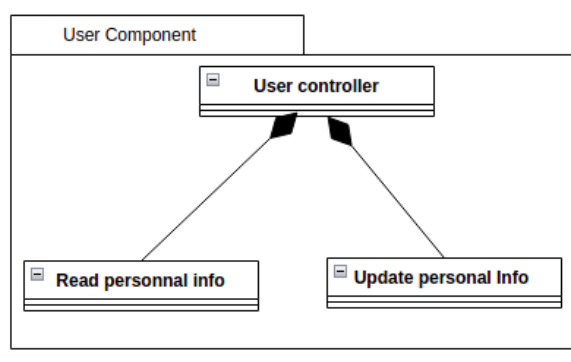 User Component
User controller
Read personnal info
Update personal Info